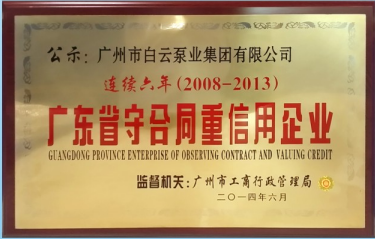 公示：广州市白云泵业集团有限公司
连续六年（2008-2013）
广东省守合同重信用企业
GUANGDONG PROVINCE ENTERPRISE OF OBSERVING CONTRACT AND VALUING CREDIT
监督机关：广州市工商行政管理局
二〇一四年六月